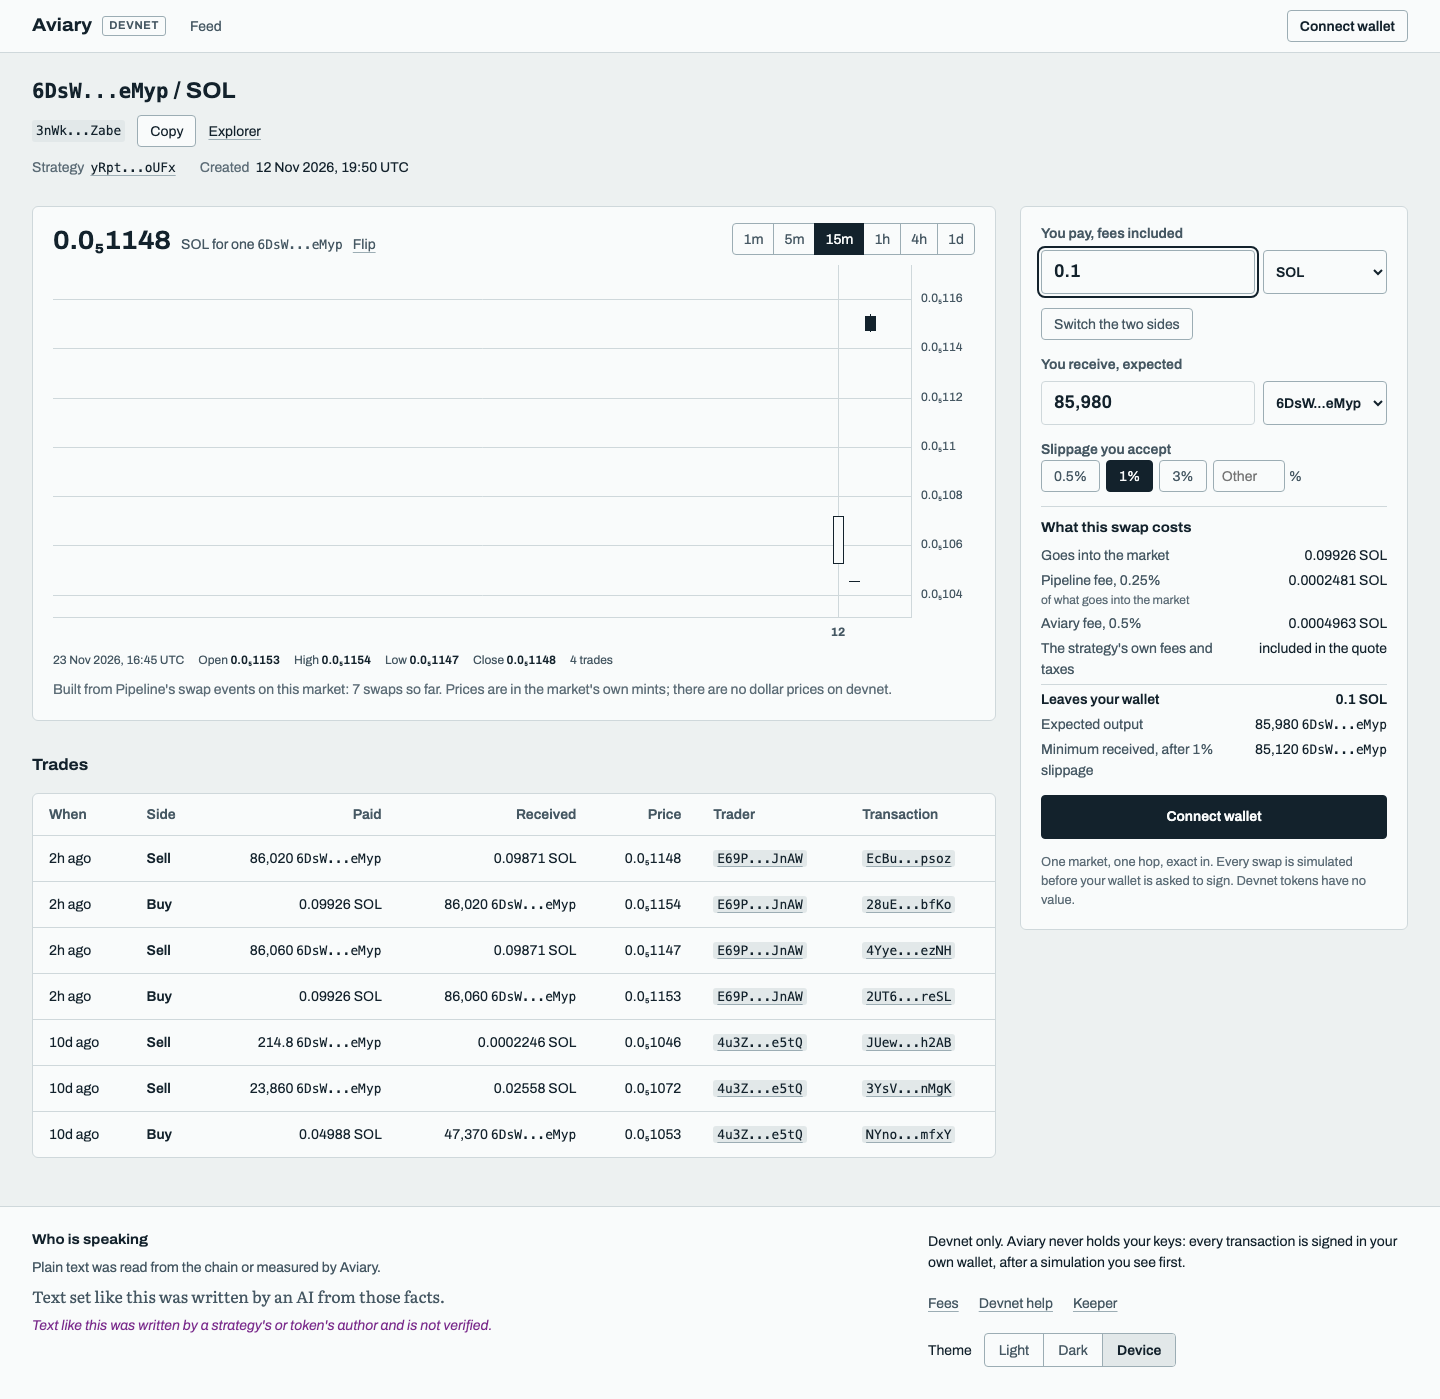 Aviary DEVNET Feed Connect wallet
6DsW...eMyp / SOL
3nWk...Zabe Copy Explorer
Strategy yRpt...oUFx Created 12 Nov 2026, 19:50 UTC
0.0₅1148 SOL for one 6DsW...eMyp Flip
1m 5m 15m 1h 4h 1d
0.0₅116
0.0₅114
0.0₅112
0.0₅11
0.0₅108
0.0₅106
0.0₅104
12
23 Nov 2026, 16:45 UTC Open 0.0₅1153 High 0.0₅1154 Low 0.0₅1147 Close 0.0₅1148 4 trades
Built from Pipeline's swap events on this market: 7 swaps so far. Prices are in the market's own mints; there are no dollar prices on devnet.
You pay, fees included
0.1 SOL
Switch the two sides
You receive, expected
85,980 6DsW...eMyp
Slippage you accept
0.5% 1% 3% Other %
What this swap costs
Goes into the market 0.09926 SOL
Pipeline fee, 0.25% 0.0002481 SOL
of what goes into the market
Aviary fee, 0.5% 0.0004963 SOL
The strategy's own fees and included in the quote
taxes
Leaves your wallet 0.1 SOL
Expected output 85,980 6DsW...eMyp
Minimum received, after 1% 85,120 6DsW...eMyp
slippage
Connect wallet
One market, one hop, exact in. Every swap is simulated
before your wallet is asked to sign. Devnet tokens have no
value.
Trades
When Side Paid Received Price Trader Transaction
2h ago Sell 86,020 6DsW...eMyp 0.09871 SOL 0.0₅1148 E69P...JnAW EcBu...psoz
2h ago Buy 0.09926 SOL 86,020 6DsW...eMyp 0.0₅1154 E69P...JnAW 28uE...bfKo
2h ago Sell 86,060 6DsW...eMyp 0.09871 SOL 0.0₅1147 E69P...JnAW 4Yye...ezNH
2h ago Buy 0.09926 SOL 86,060 6DsW...eMyp 0.0₅1153 E69P...JnAW 2UT6...reSL
10d ago Sell 214.8 6DsW...eMyp 0.0002246 SOL 0.0₅1046 4u3Z...e5tQ JUew...h2AB
10d ago Sell 23,860 6DsW...eMyp 0.02558 SOL 0.0₅1072 4u3Z...e5tQ 3YsV...nMgK
10d ago Buy 0.04988 SOL 47,370 6DsW...eMyp 0.0₅1053 4u3Z...e5tQ NYno...mfxY
Who is speaking
Plain text was read from the chain or measured by Aviary.
Text set like this was written by an AI from those facts.
Text like this was written by a strategy's or token's author and is not verified.
Devnet only. Aviary never holds your keys: every transaction is signed in your
own wallet, after a simulation you see first.
Fees Devnet help Keeper
Theme Light Dark Device